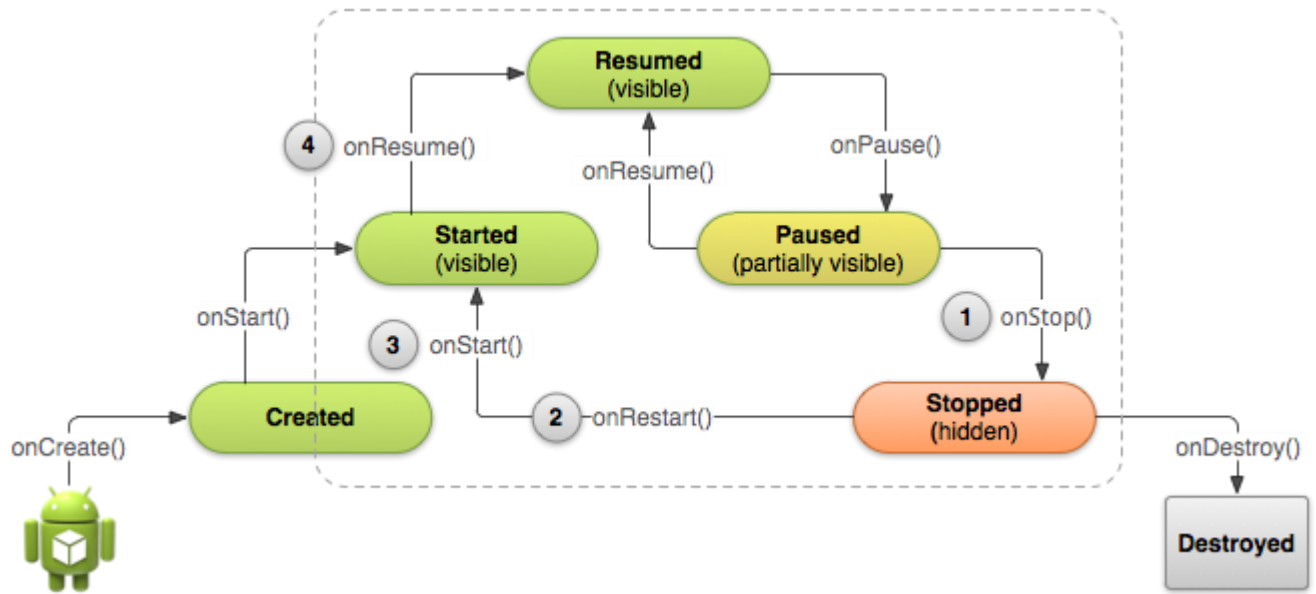 Resumed
(visible)
4
onResume()
onPause()
onResume()
Started
(visible)
Paused
(partially visible)
onStart()
3
onStart()
1
onStop()
Created
2
onRestart()
Stopped
(hidden)
onCreate()
onDestroy()
Destroyed